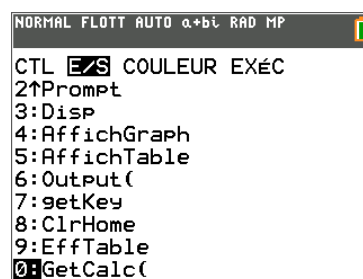 NORMAL FLOTT AUTO a+bi RAD MP
CTL E/S COULEUR EXÉC
2↑Prompt
3:Disp
4:AffichGraph
5:AffichTable
6:Output(
7:getKey
8:ClrHome
9:EffTable
0:GetCalc(